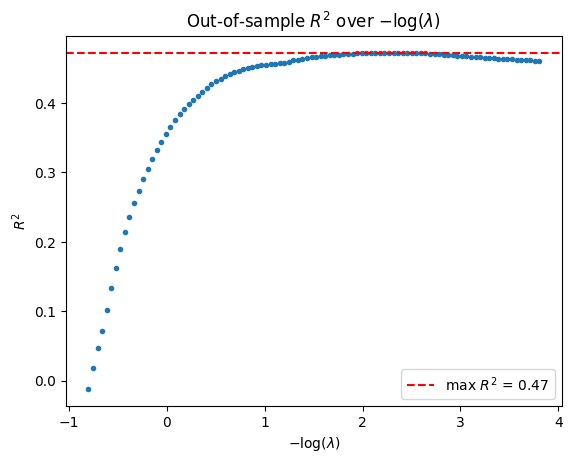 Out-of-sample R² over −log(λ)
R²
0.4
0.3
0.2
0.1
0.0
−1
0
1
2
3
4
−log(λ)
max R² = 0.47